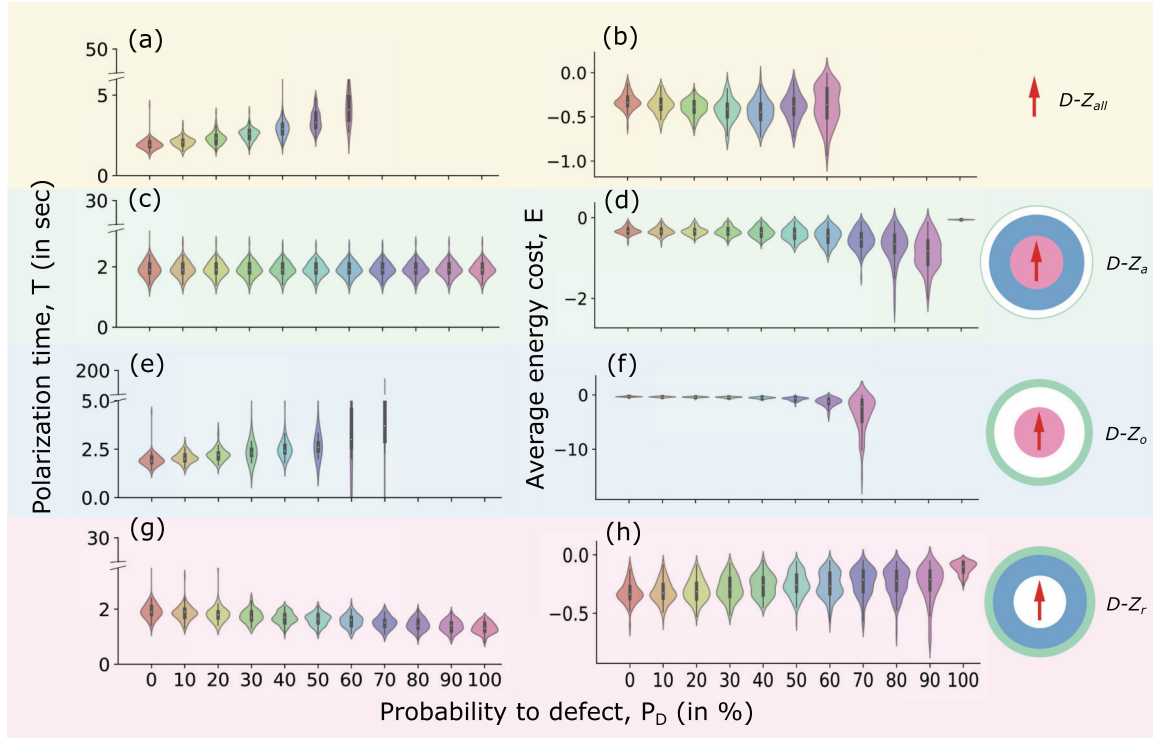 (a)
50
5
0
(b)
0.0
−0.5
−1.0
D-Z_all
(c)
30
2
0
(d)
0
−2
D-Z_a
(e)
200
5.0
2.5
0.0
(f)
0
−10
D-Z_o
(g)
30
2
0
(h)
0.0
−0.5
D-Z_r
Polarization time, T (in sec)
Average energy cost, E
0 10 20 30 40 50 60 70 80 90 100
0 10 20 30 40 50 60 70 80 90 100
Probability to defect, P_D (in %)